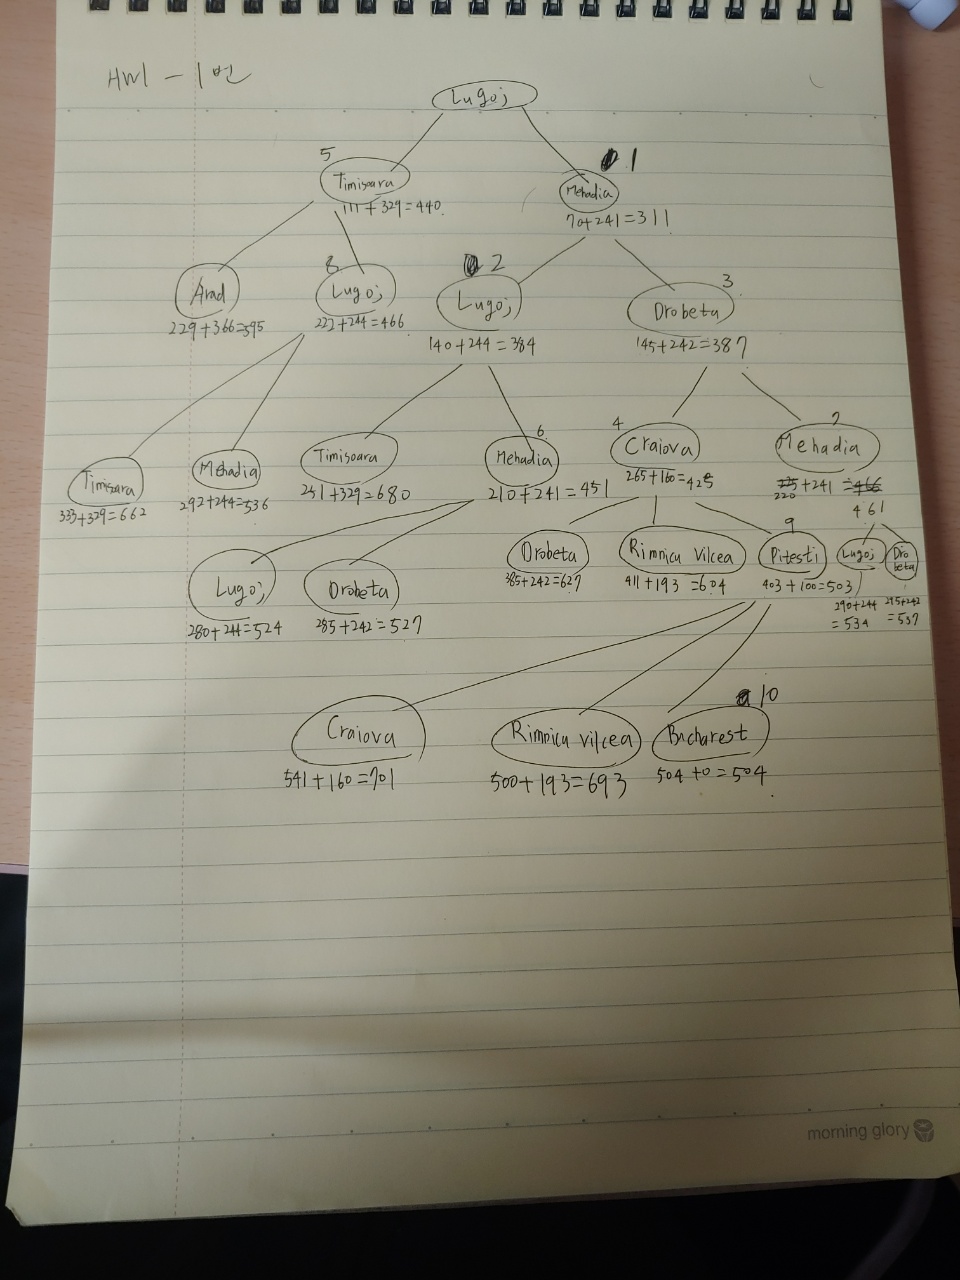 HW1 - 1번
Lugoj
5
Timisoara
111+329=440
1
Mehadia
70+241=311
Arad
229+366=595
8
Lugoj
222+244=466
2
Lugoj
140+244=384
3
Drobeta
145+242=387
Timisoara
333+329=662
Mehadia
292+244=536
Timisoara
251+329=680
6
Mehadia
210+241=451
4
Craiova
265+160=425
7
Mehadia
220+241=
461
Lugoj
280+244=524
Drobeta
285+242=527
Drobeta
385+242=627
Rimnicu Vilcea
411+193=604
9
Pitesti
403+100=503
Lugoj
290+244
=534
Dro
beta
295+242
=537
Craiova
541+160=701
Rimnicu vilcea
500+193=693
10
Bucharest
504+0=504
morning glory